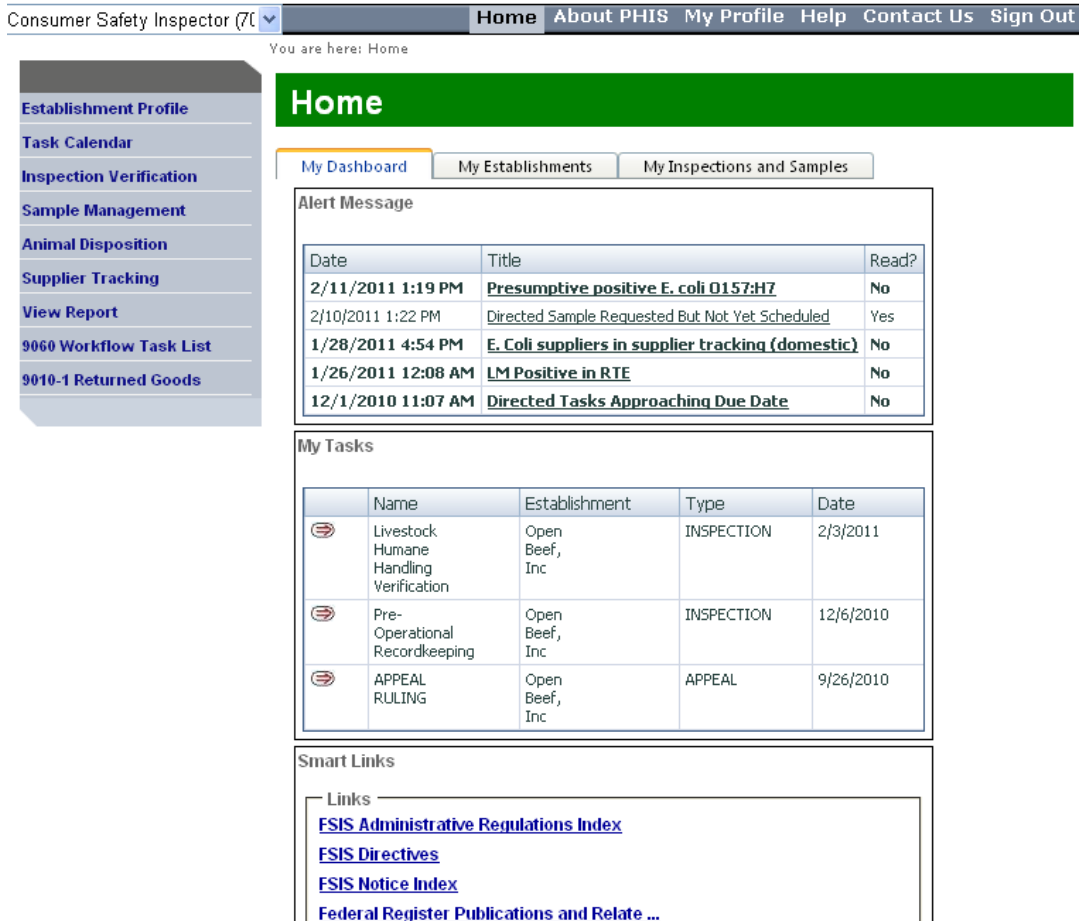 Consumer Safety Inspector (70
Home About PHIS My Profile Help Contact Us Sign Out
You are here: Home
Establishment Profile
Task Calendar
Inspection Verification
Sample Management
Animal Disposition
Supplier Tracking
View Report
9060 Workflow Task List
9010-1 Returned Goods
Home
My Dashboard My Establishments My Inspections and Samples
Alert Message
Date Title Read?
2/11/2011 1:19 PM Presumptive positive E. coli O157:H7 No
2/10/2011 1:22 PM Directed Sample Requested But Not Yet Scheduled Yes
1/28/2011 4:54 PM E. Coli suppliers in supplier tracking (domestic) No
1/26/2011 12:08 AM LM Positive in RTE No
12/1/2010 11:07 AM Directed Tasks Approaching Due Date No
My Tasks
Name Establishment Type Date
Livestock Open INSPECTION 2/3/2011
Humane Beef,
Handling Inc
Verification
Pre- Open INSPECTION 12/6/2010
Operational Beef,
Recordkeeping Inc
APPEAL Open APPEAL 9/26/2010
RULING Beef,
Inc
Smart Links
Links
FSIS Administrative Regulations Index
FSIS Directives
FSIS Notice Index
Federal Register Publications and Relate ...